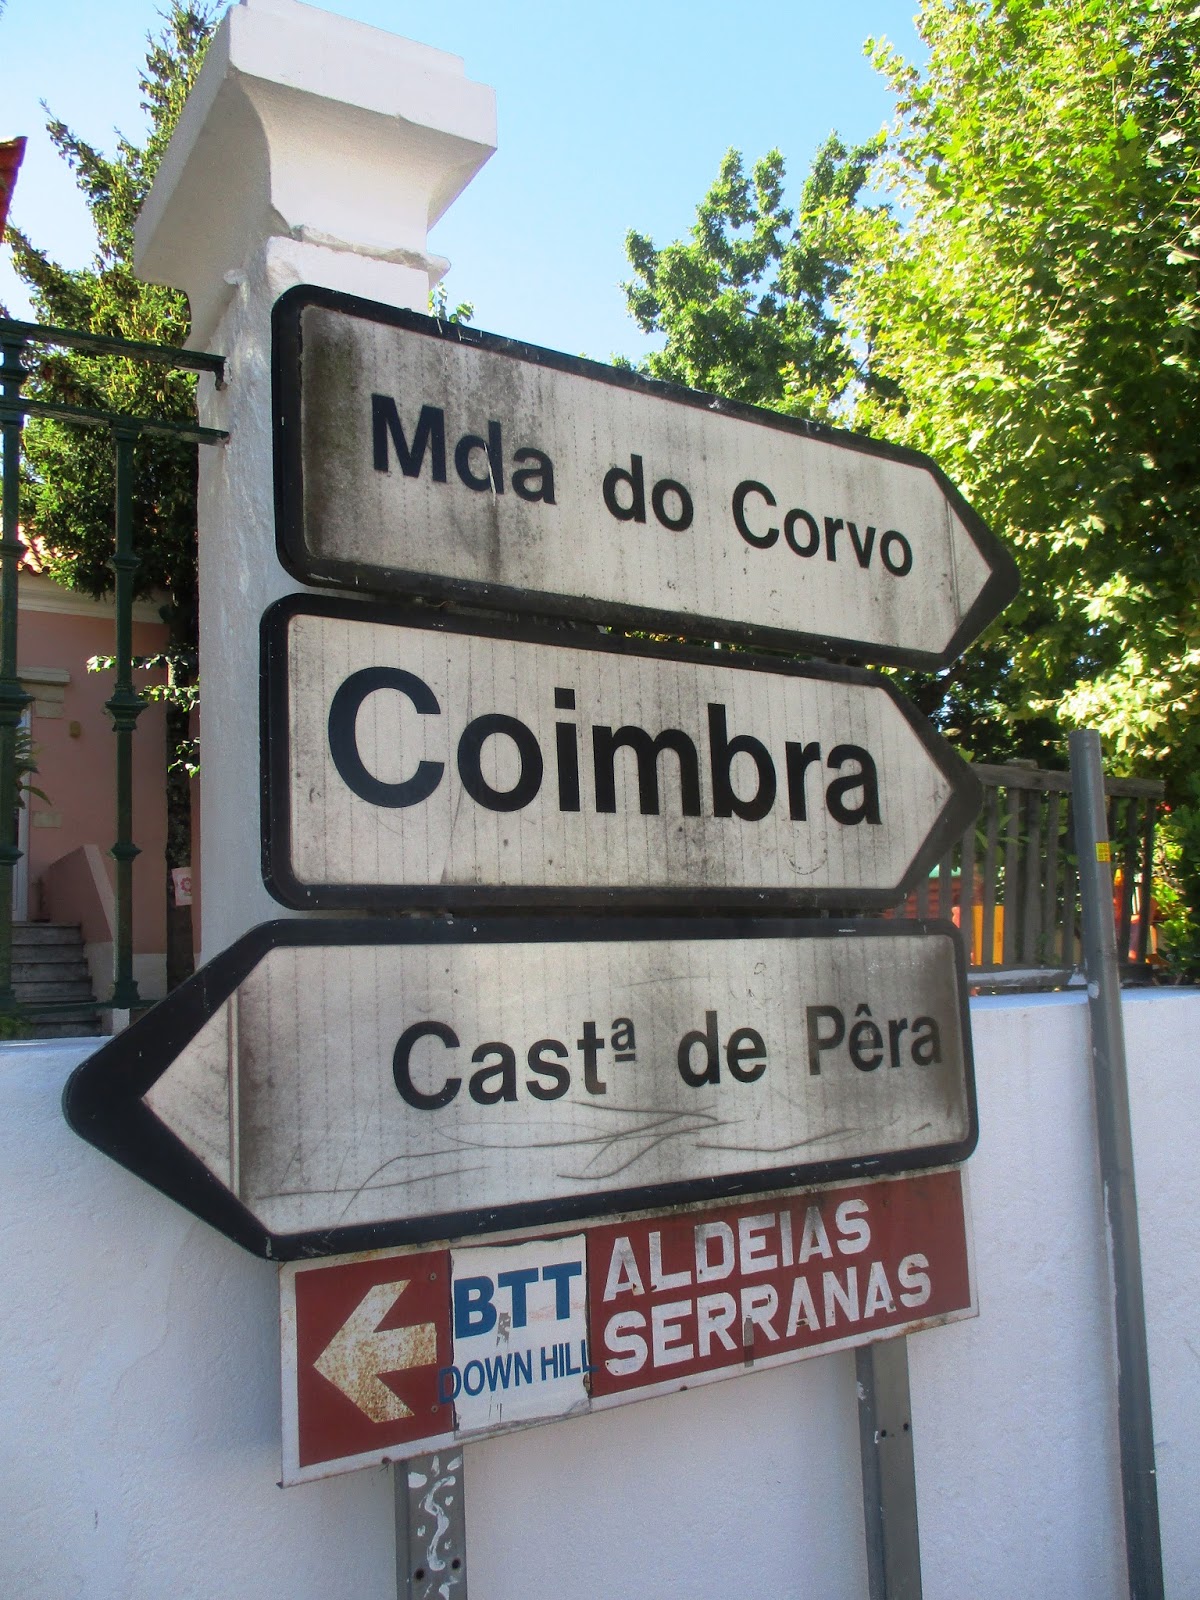 Mda do Corvo
Coimbra
Castª de Pêra
BTT
DOWN HILL
ALDEIAS
SERRANAS